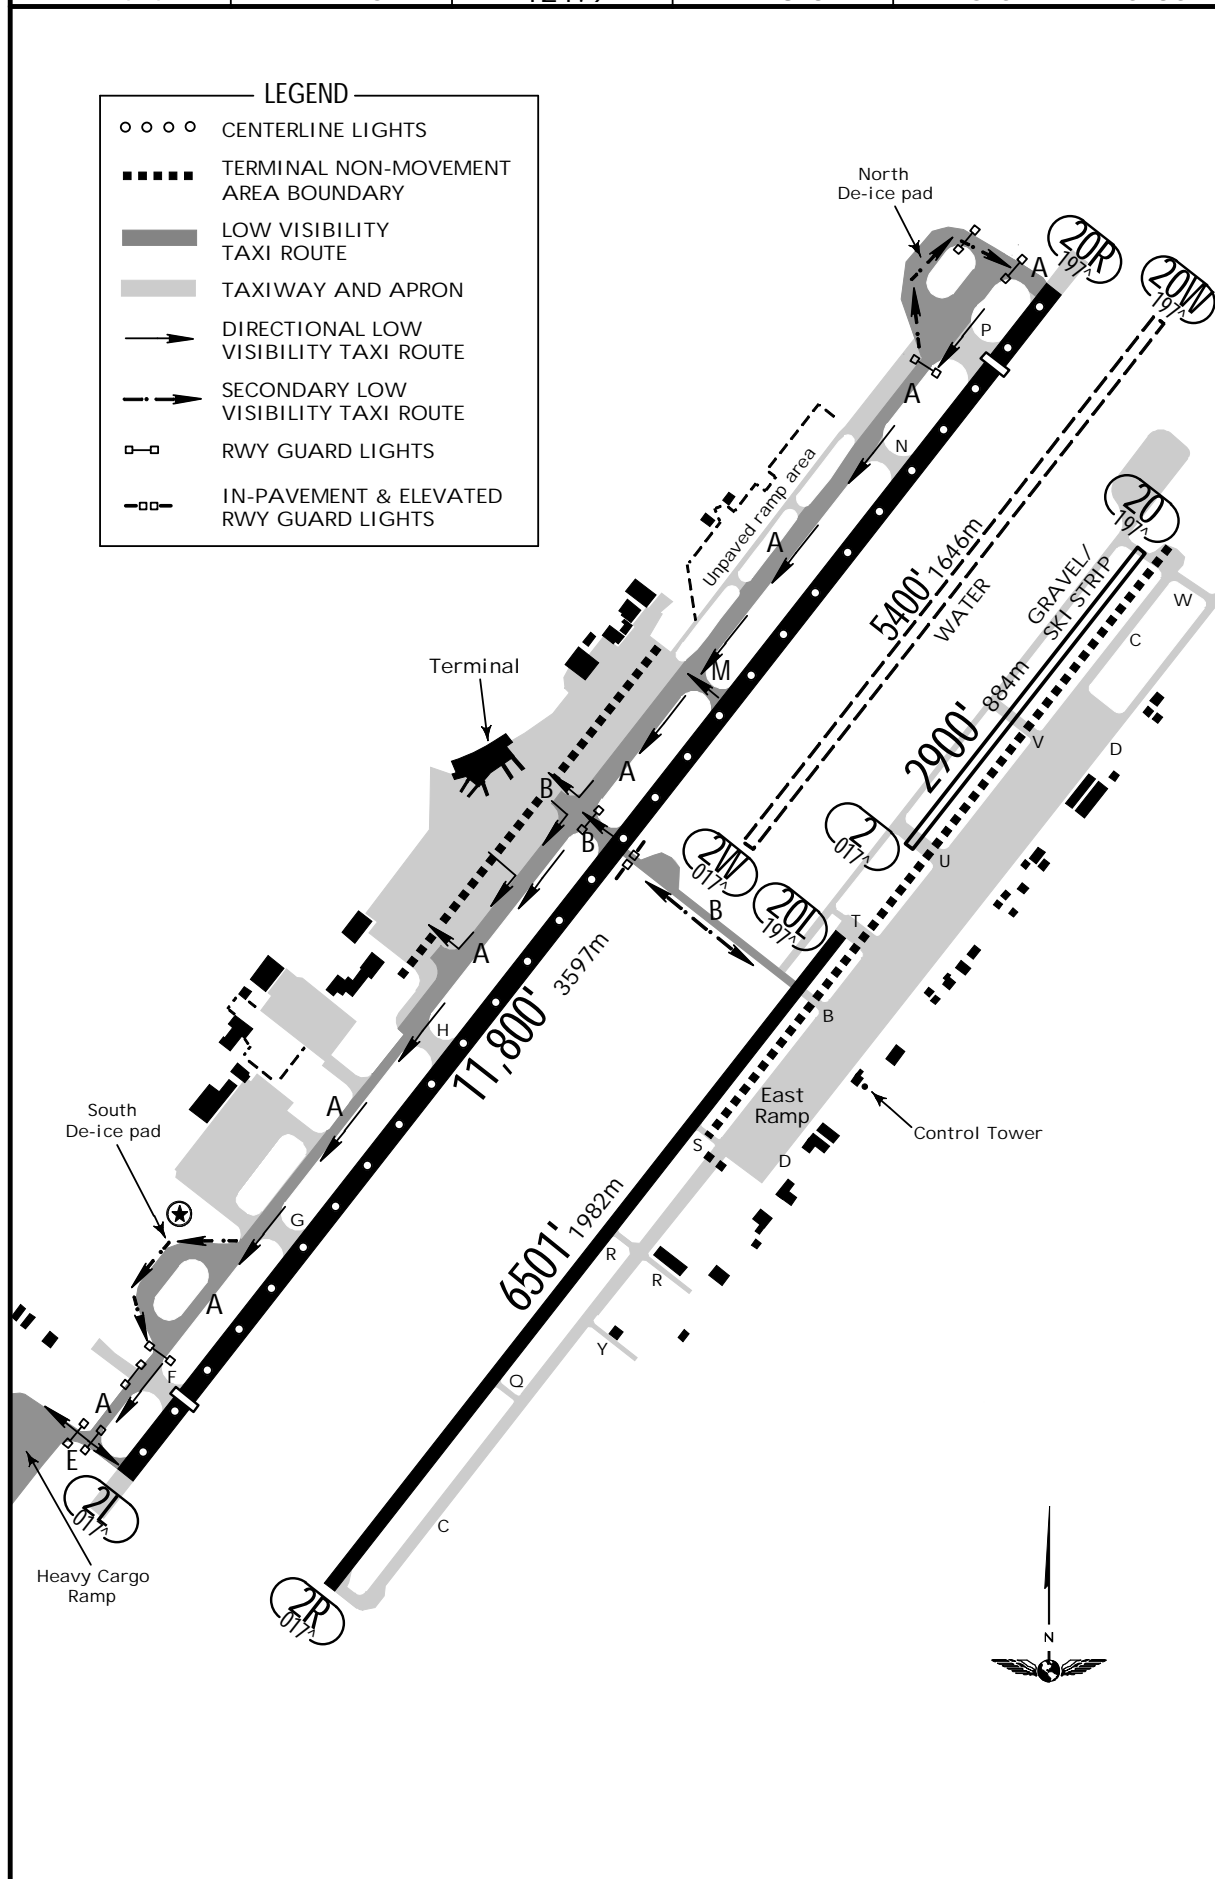 LEGEND
CENTERLINE LIGHTS
TERMINAL NON-MOVEMENT
AREA BOUNDARY
LOW VISIBILITY
TAXI ROUTE
TAXIWAY AND APRON
DIRECTIONAL LOW
VISIBILITY TAXI ROUTE
SECONDARY LOW
VISIBILITY TAXI ROUTE
RWY GUARD LIGHTS
IN-PAVEMENT & ELEVATED
RWY GUARD LIGHTS
North
De-ice pad
20R
197^
A
20W
197^
P
A
N
20
197^
Unpaved ramp area
A
5400' 1646m
WATER
GRAVEL/
SKI STRIP
W
C
Terminal
M
2900' 884m
V
D
A
B
B
2
017^
2W
017^
U
20L
197^
B
T
A
11,800' 3597m
H
B
A
East
Ramp
South
De-ice pad
Control Tower
S
D
G
6501' 1982m
R
R
A
Y
F
Q
A
E
2L
017^
C
Heavy Cargo
Ramp
2R
017^
N